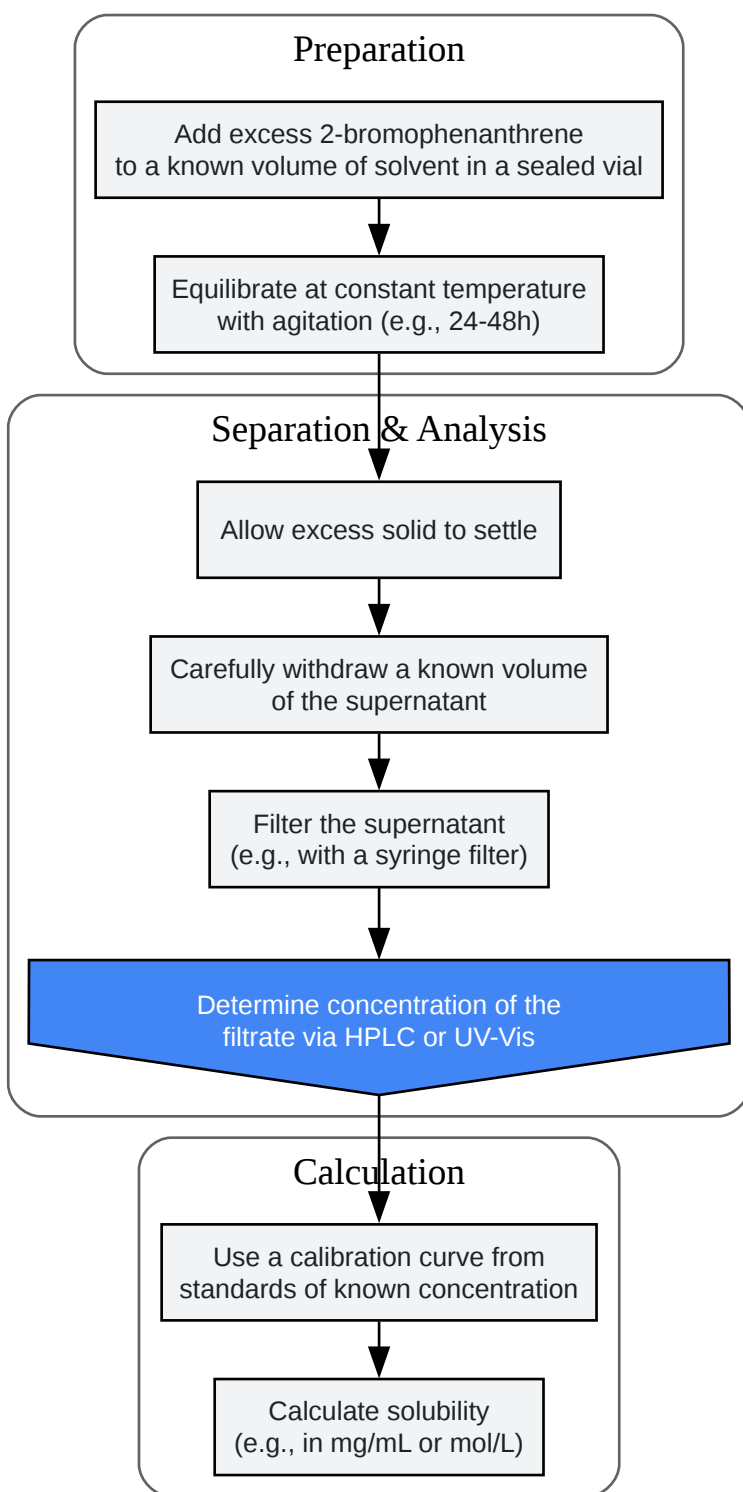 Preparation
Add excess 2-bromophenanthrene
to a known volume of solvent in a sealed vial
Equilibrate at constant temperature
with agitation (e.g., 24-48h)
Separation & Analysis
Allow excess solid to settle
Carefully withdraw a known volume
of the supernatant
Filter the supernatant
(e.g., with a syringe filter)
Determine concentration of the
filtrate via HPLC or UV-Vis
Calculation
Use a calibration curve from
standards of known concentration
Calculate solubility
(e.g., in mg/mL or mol/L)